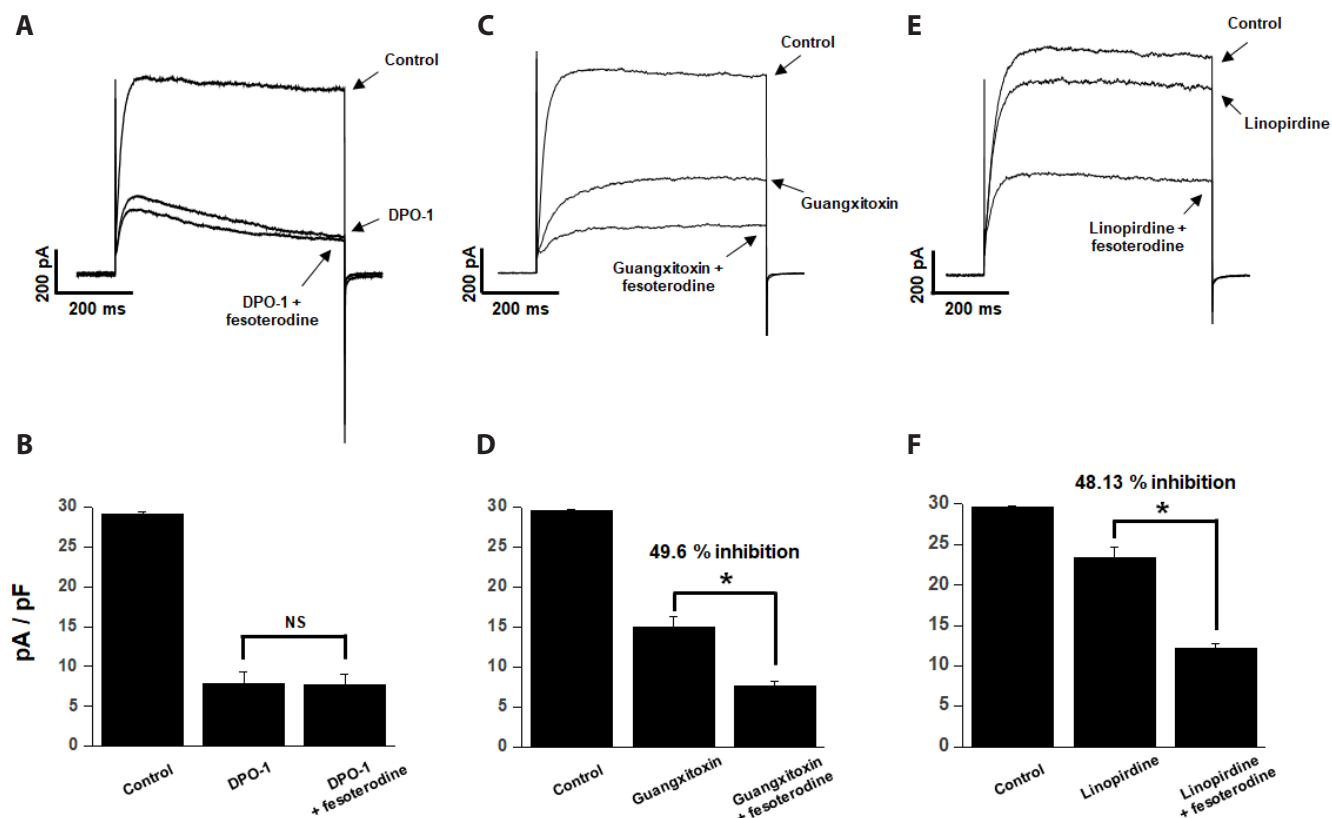 A
Control
DPO-1
DPO-1 +
fesoterodine
200 pA
200 ms
C
Control
Guangxitoxin
Guangxitoxin +
fesoterodine
200 pA
200 ms
E
Control
Linopirdine
Linopirdine +
fesoterodine
200 pA
200 ms
B
pA / pF
30
25
20
15
10
5
0
NS
Control
DPO-1
DPO-1
+ fesoterodine
D
49.6 % inhibition
*
30
25
20
15
10
5
0
Control
Guangxitoxin
Guangxitoxin
+ fesoterodine
F
48.13 % inhibition
*
30
25
20
15
10
5
0
Control
Linopirdine
Linopirdine
+ fesoterodine